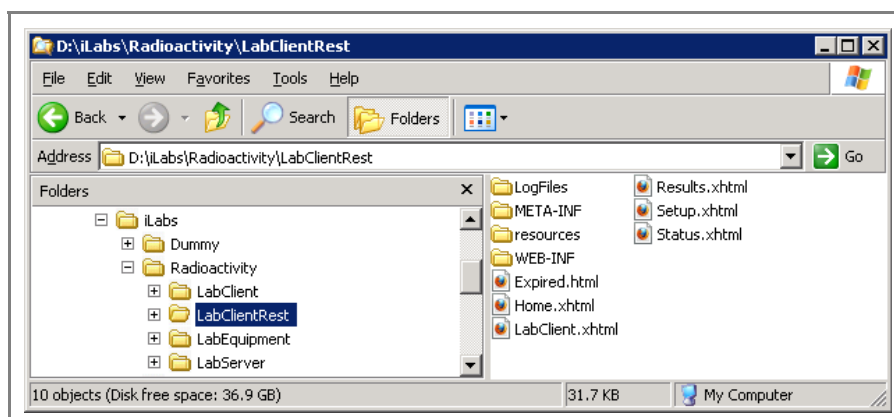 D:\iLabs\Radioactivity\LabClientRest
File Edit View Favorites Tools Help
Back Search Folders
Address D:\iLabs\Radioactivity\LabClientRest Go
Folders
iLabs
Dummy
Radioactivity
LabClient
LabClientRest
LabEquipment
LabServer
LogFiles
META-INF
resources
WEB-INF
Expired.html
Home.xhtml
LabClient.xhtml
Results.xhtml
Setup.xhtml
Status.xhtml
10 objects (Disk free space: 36.9 GB) 31.7 KB My Computer